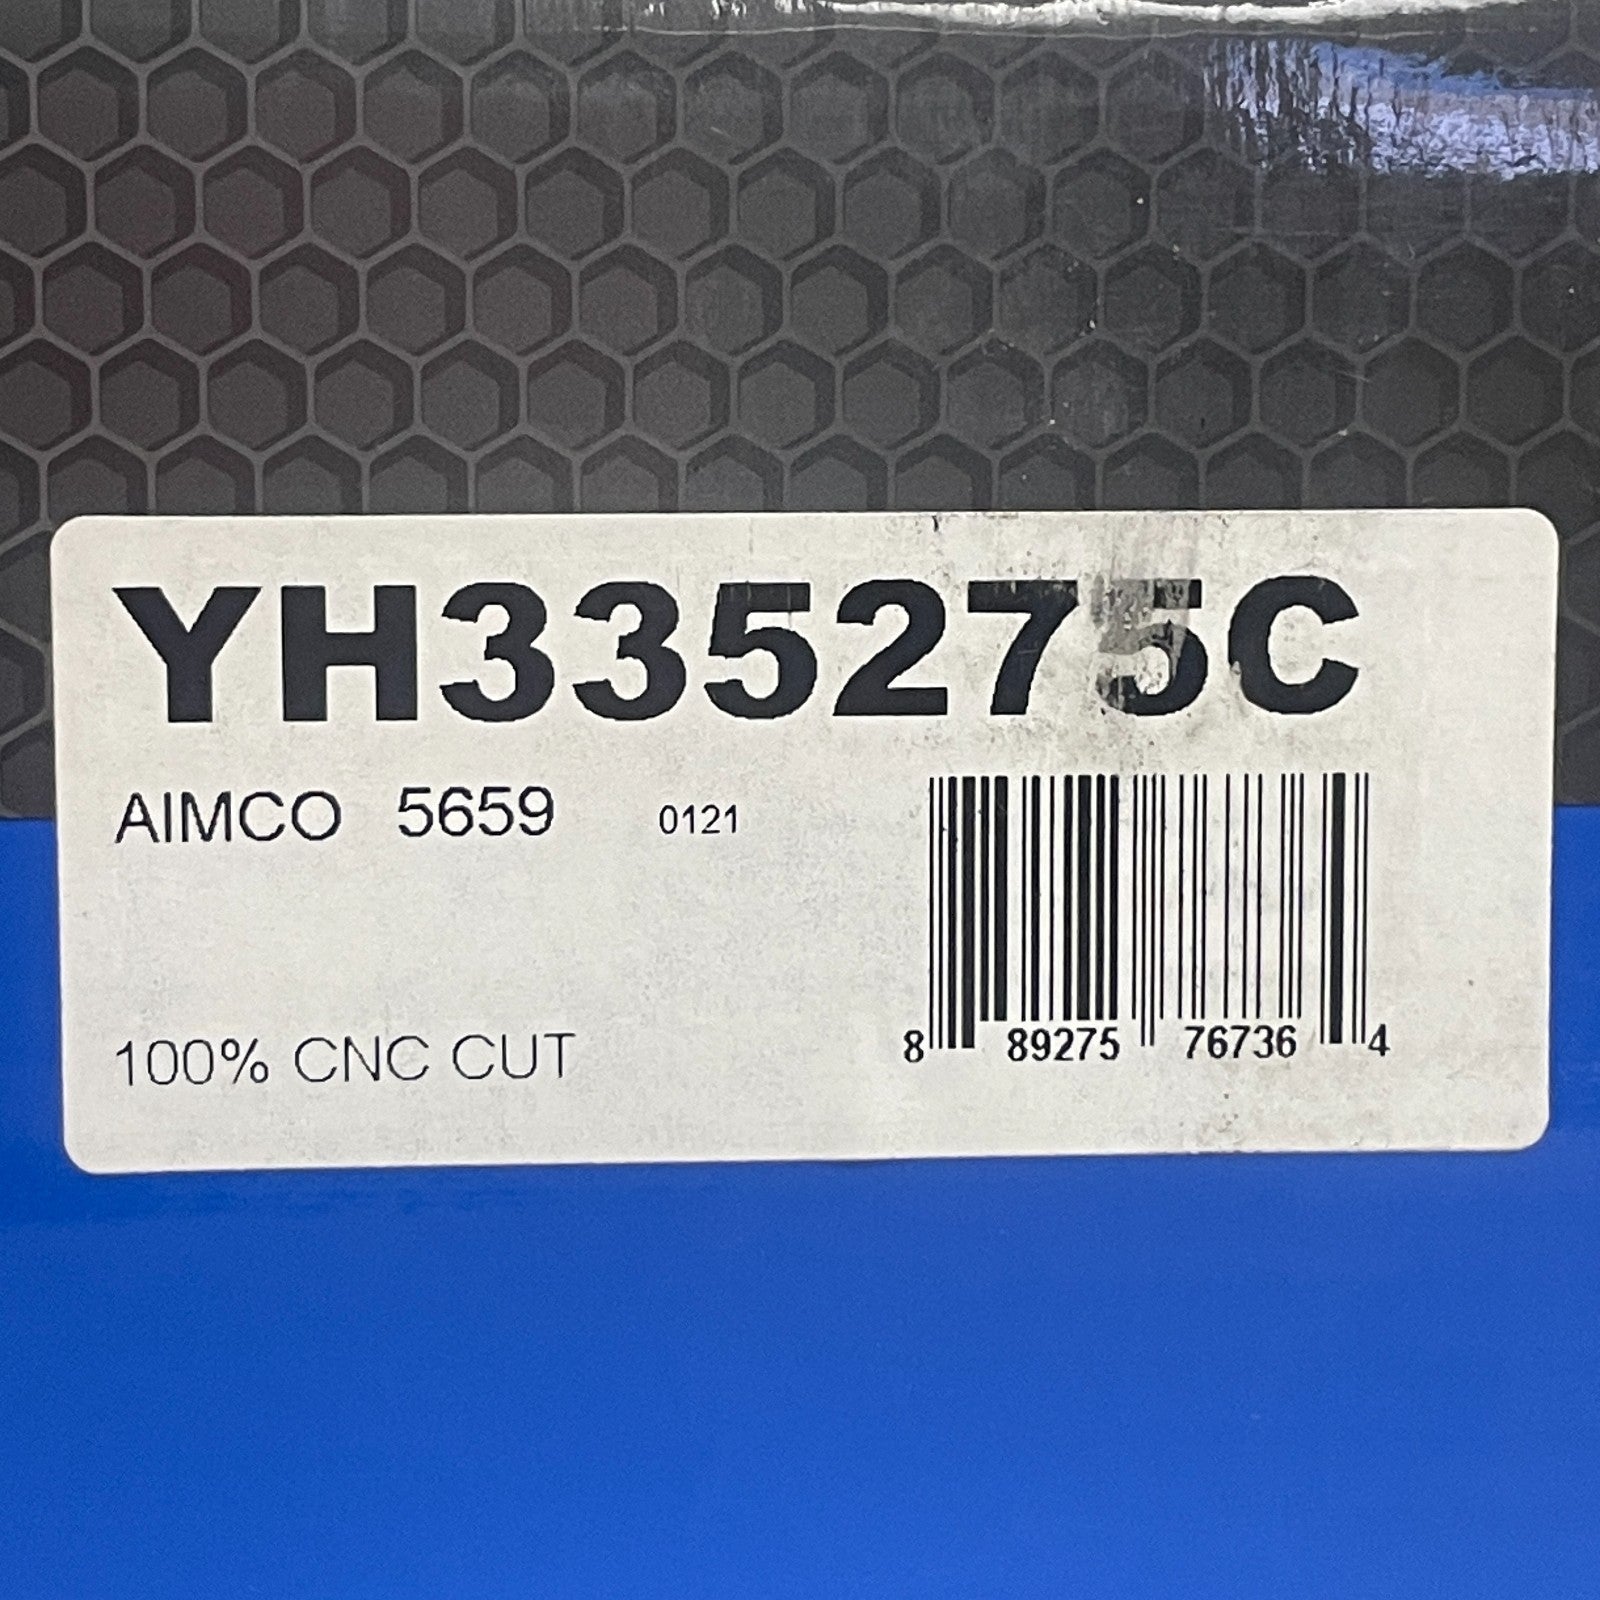 YH335275C
AIMCO 5659 0121
100% CNC CUT
8 89275 76736 4